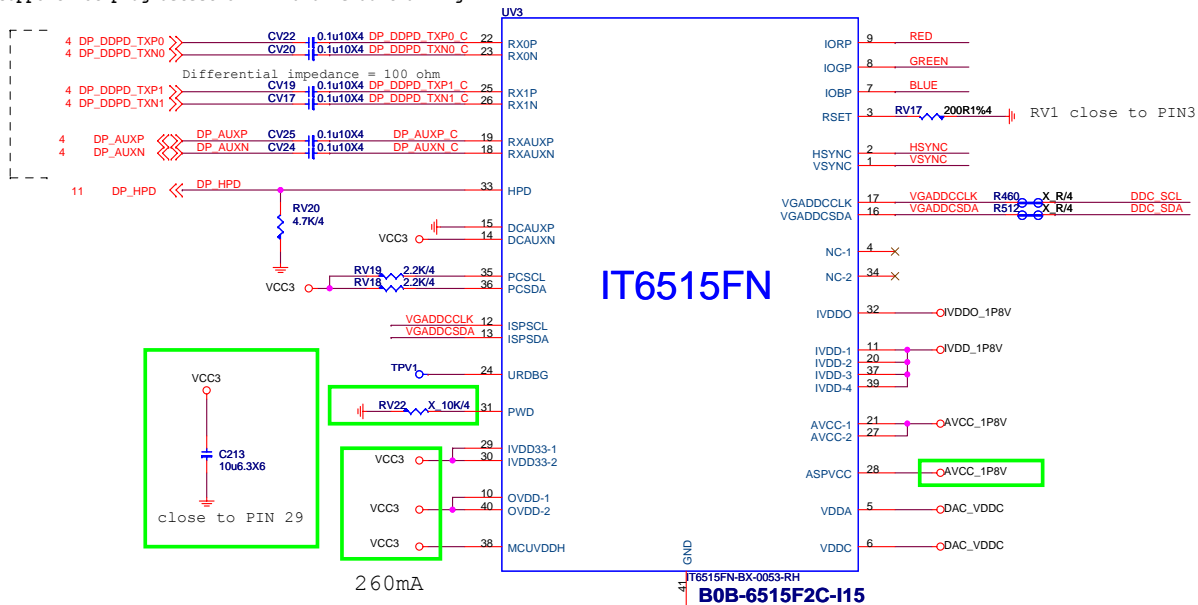 UV3
4 DP_DDPD_TXP0 CV22 0.1u10X4 DP_DDPD_TXP0_C 22 RX0P
4 DP_DDPD_TXN0 CV20 0.1u10X4 DP_DDPD_TXN0_C 23 RX0N
Differential impedance = 100 ohm
4 DP_DDPD_TXP1 CV19 0.1u10X4 DP_DDPD_TXP1_C 25 RX1P
4 DP_DDPD_TXN1 CV17 0.1u10X4 DP_DDPD_TXN1_C 26 RX1N
4 DP_AUXP DP_AUXP CV25 0.1u10X4 DP_AUXP_C 19 RXAUXP
4 DP_AUXN DP_AUXN CV24 0.1u10X4 DP_AUXN_C 18 RXAUXN
11 DP_HPD DP_HPD 33 HPD
RV20
4.7K/4
15 DCAUXP
VCC3 14 DCAUXN
RV19 2.2K/4 35 PCSCL
VCC3 RV18 2.2K/4 36 PCSDA
VGADDCCLK 12 ISPSCL
VGADDCSDA 13 ISPSDA
TPV1 24 URDBG
RV22 X_10K/4 31 PWD
VCC3
C213
10u6.3X6
close to PIN 29
29 IVDD33-1
VCC3 30 IVDD33-2
10 OVDD-1
VCC3 40 OVDD-2
VCC3 38 MCUVDDH
260mA
IT6515FN
IORP 9 RED
IOGP 8 GREEN
IOBP 7 BLUE
RSET 3 RV17 200R1%4 RV1 close to PIN3
HSYNC 2 HSYNC
VSYNC 1 VSYNC
VGADDCCLK 17 VGADDCCLK R460 X_R/4 DDC_SCL
VGADDCSDA 16 VGADDCSDA R512 X_R/4 DDC_SDA
NC-1 4
NC-2 34
IVDDO 32 IVDDO_1P8V
IVDD-1 11 IVDD_1P8V
IVDD-2 20
IVDD-3 37
IVDD-4 39
AVCC-1 21 AVCC_1P8V
AVCC-2 27
ASPVCC 28 AVCC_1P8V
VDDA 5 DAC_VDDC
VDDC 6 DAC_VDDC
GND
41
IT6515FN-BX-0053-RH
B0B-6515F2C-I15